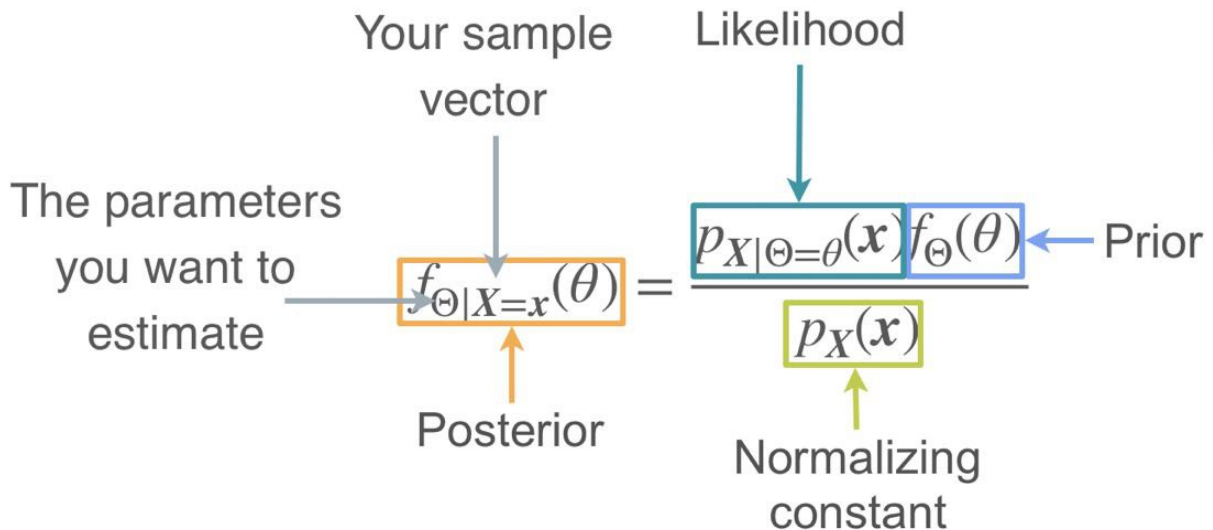 Your sample
vector
Likelihood
The parameters
you want to
estimate
f_{Θ|X=x}(θ) = p_{X|Θ=θ}(x) f_Θ(θ) / p_X(x)
Prior
Posterior
Normalizing
constant